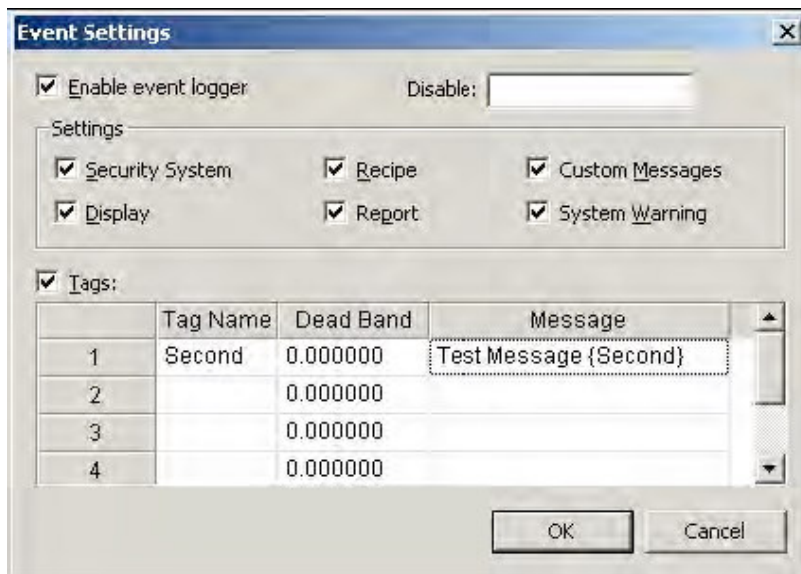 Event Settings
Enable event logger Disable:
Settings
Security System Recipe Custom Messages
Display Report System Warning
Tags:
Tag Name Dead Band Message
1 Second 0.000000 Test Message {Second}
2 0.000000
3 0.000000
4 0.000000
OK Cancel